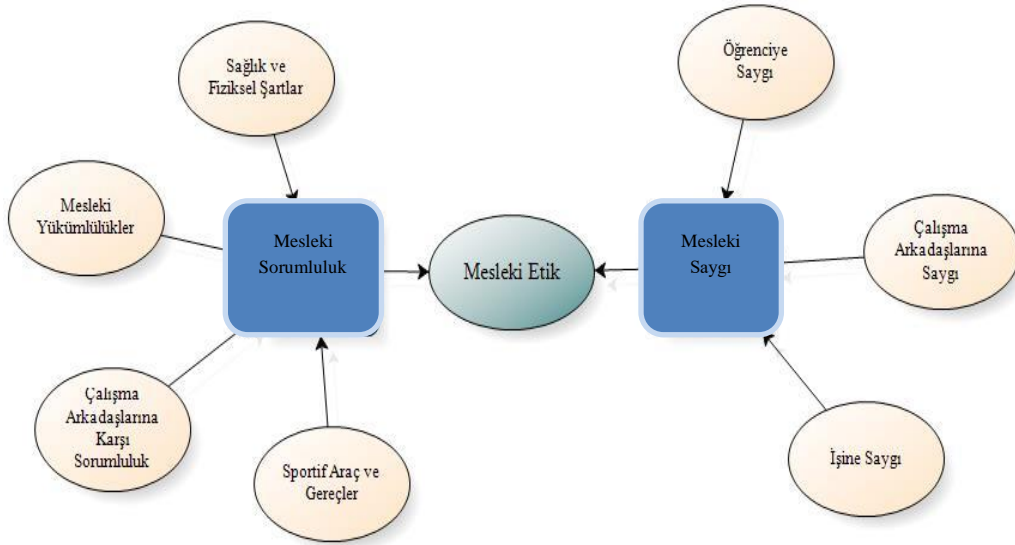 Sağlık ve
Fiziksel Şartlar
Öğrenciye
Saygı
Mesleki
Yükümlülükler
Mesleki
Sorumluluk
Mesleki Etik
Mesleki
Saygı
Çalışma
Arkadaşlarına
Saygı
Çalışma
Arkadaşlarına
Karşı
Sorumluluk
Sportif Araç ve
Gereçler
İşine Saygı